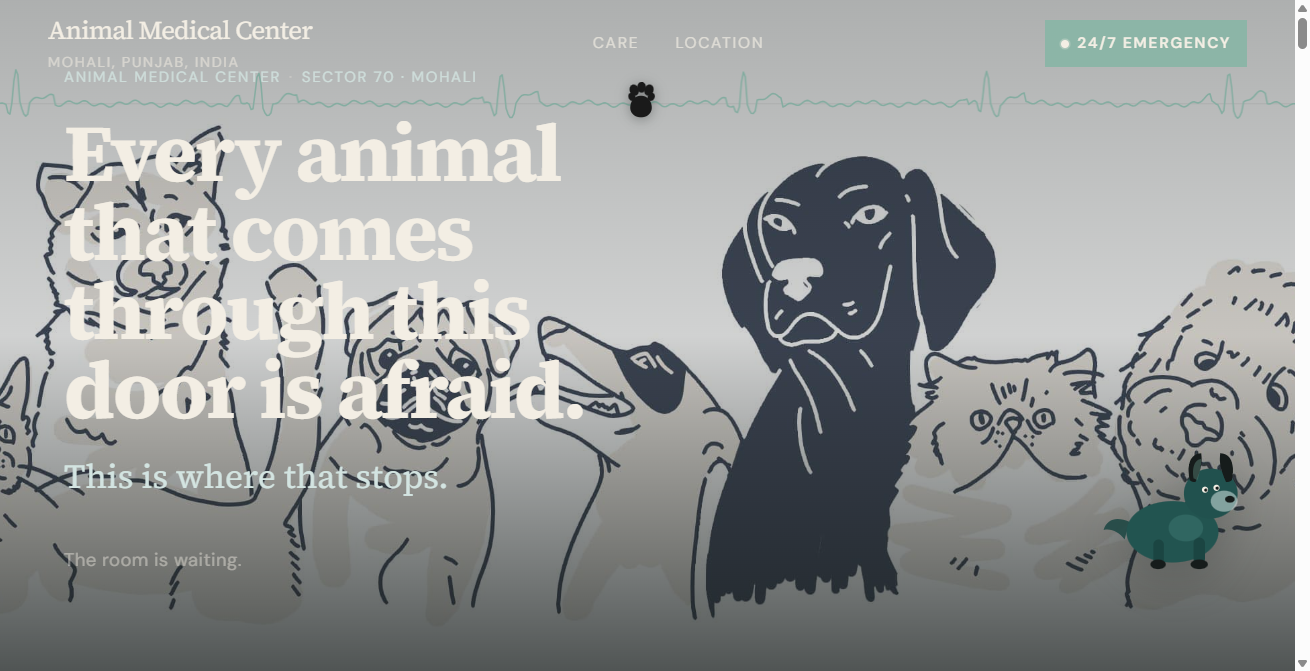 Animal Medical Center
MOHALI, PUNJAB, INDIA
CARE
LOCATION
24/7 EMERGENCY
ANIMAL MEDICAL CENTER · SECTOR 70 · MOHALI
Every animal
that comes
through this
door is afraid.
This is where that stops.
The room is waiting.